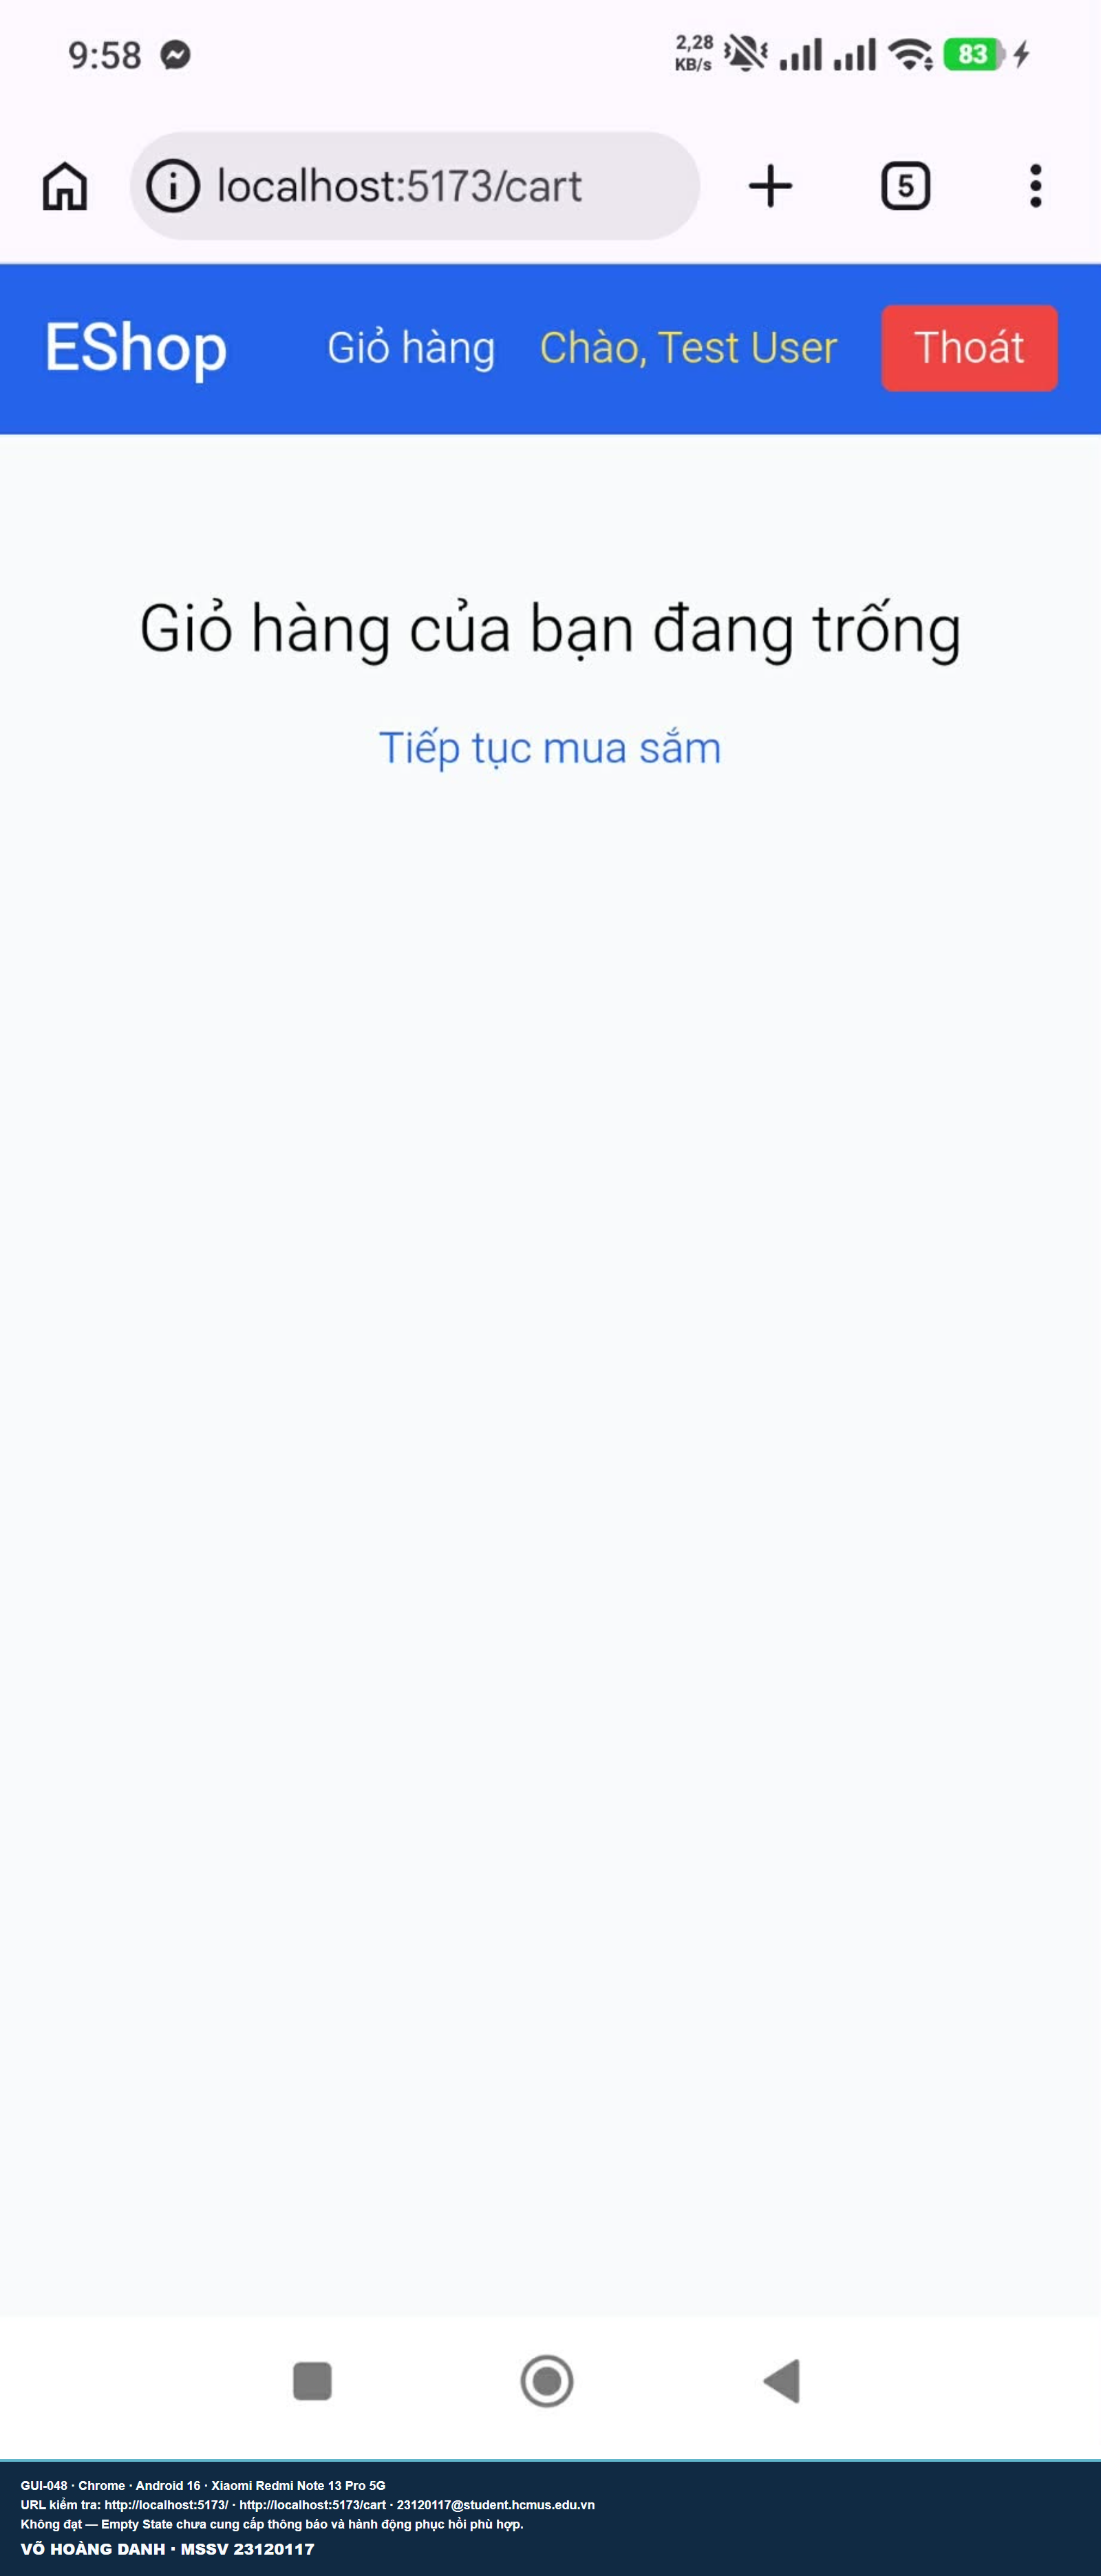 9:58
2,28
KB/s
83
localhost:5173/cart
5
EShop
Giỏ hàng
Chào, Test User
Thoát
Giỏ hàng của bạn đang trống
Tiếp tục mua sắm
GUI-048 · Chrome · Android 16 · Xiaomi Redmi Note 13 Pro 5G
URL kiểm tra: http://localhost:5173/ · http://localhost:5173/cart · 23120117@student.hcmus.edu.vn
Không đạt — Empty State chưa cung cấp thông báo và hành động phục hồi phù hợp.
VÕ HOÀNG DANH · MSSV 23120117